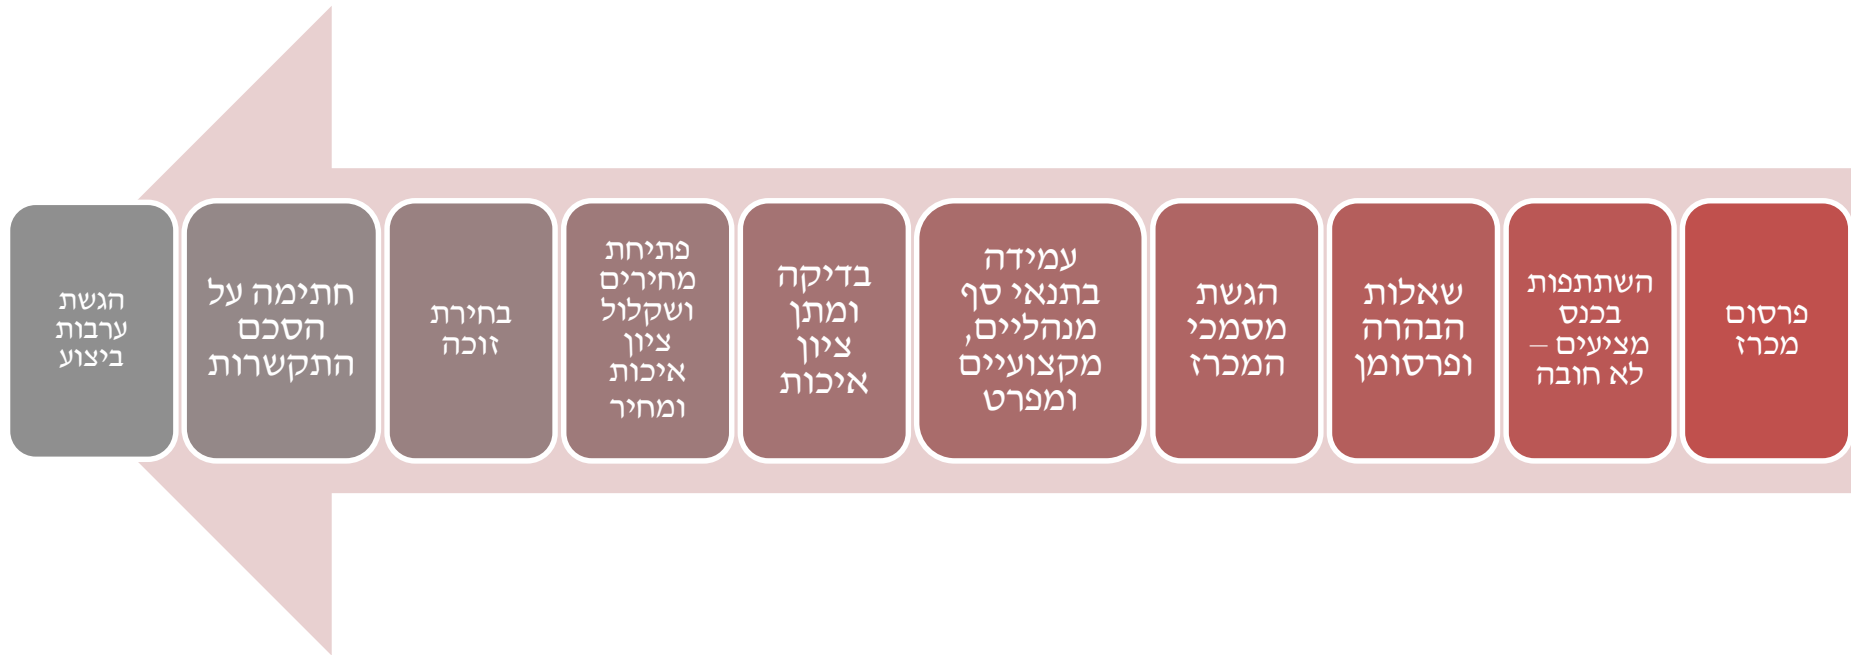 פרסום
מכרז
השתתפות
בכנס
מציעים –
לא חובה
שאלות
הבהרה
ופרסומן
הגשת
מסמכי
המכרז
עמידה
בתנאי סף
מנהליים,
מקצועיים
ומפרט
בדיקה
ומתן
ציון
איכות
פתיחת
מחירים
ושקלול
ציון
איכות
ומחיר
בחירת
זוכה
חתימה על
הסכם
התקשרות
הגשת
ערבות
ביצוע